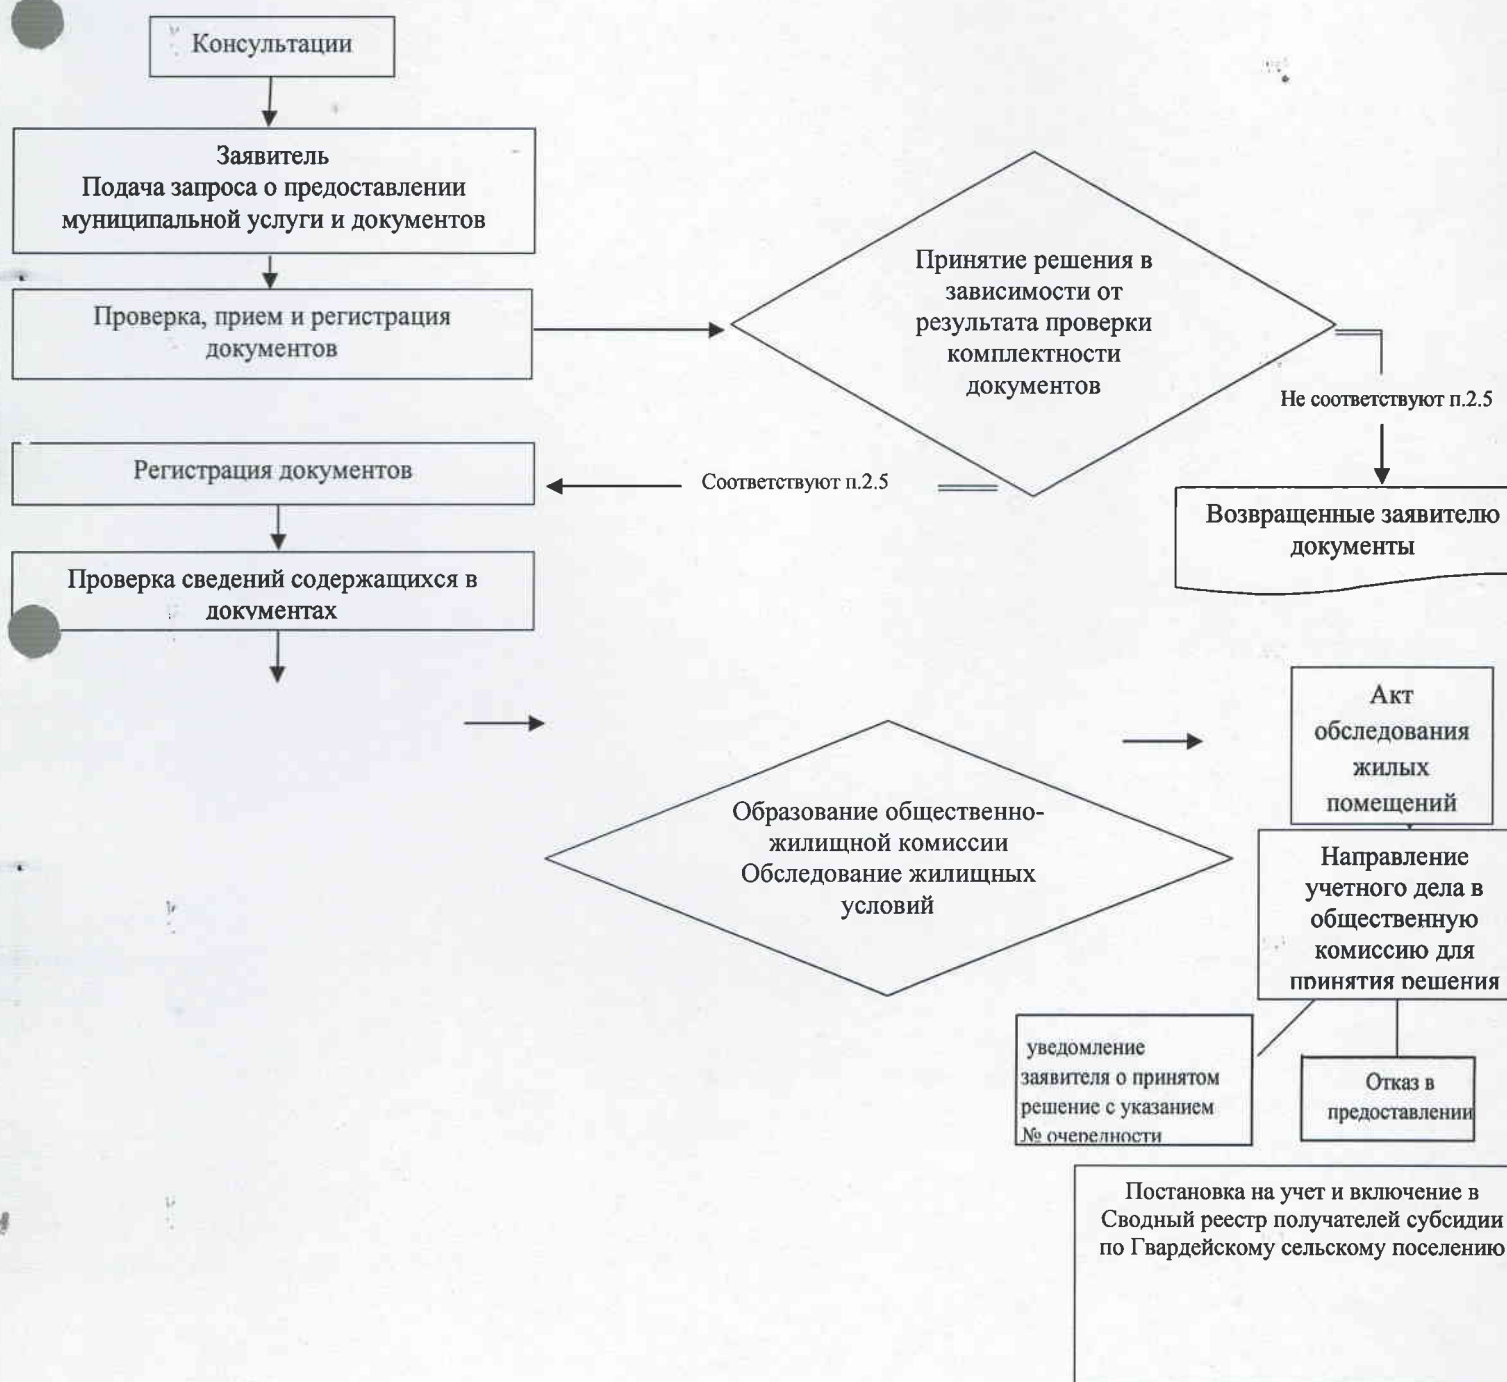 Консультации
Заявитель
Подача запроса о предоставлении
муниципальной услуги и документов
Проверка, прием и регистрация
документов
Принятие решения в
зависимости от
результата проверки
комплектности
документов
Не соответствуют п.2.5
Регистрация документов
Соответствуют п.2.5
Возвращенные заявителю
документы
Проверка сведений содержащихся в
документах
Акт
обследования
жилых
помещений
Образование общественно-
жилищной комиссии
Обследование жилищных
условий
Направление
учетного дела в
общественную
комиссию для
принятия решения
уведомление
заявителя о принятом
решение с указанием
№ очередности
Отказ в
предоставлении
Постановка на учет и включение в
Сводный реестр получателей субсидии
по Гвардейскому сельскому поселению